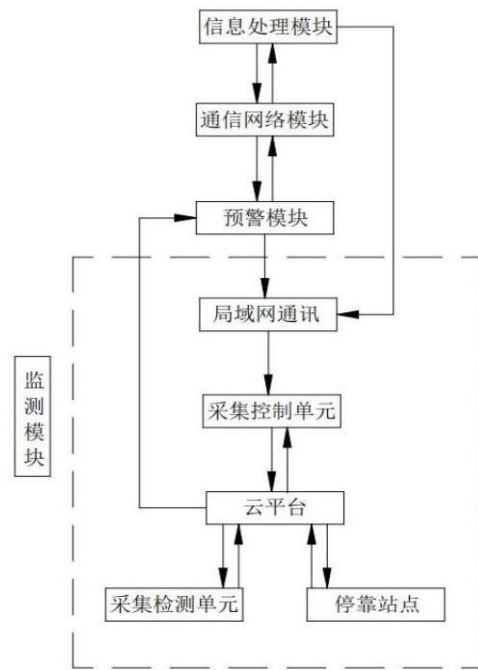 信息处理模块
通信网络模块
预警模块
局域网通讯
监测模块
采集控制单元
云平台
采集检测单元
停靠站点